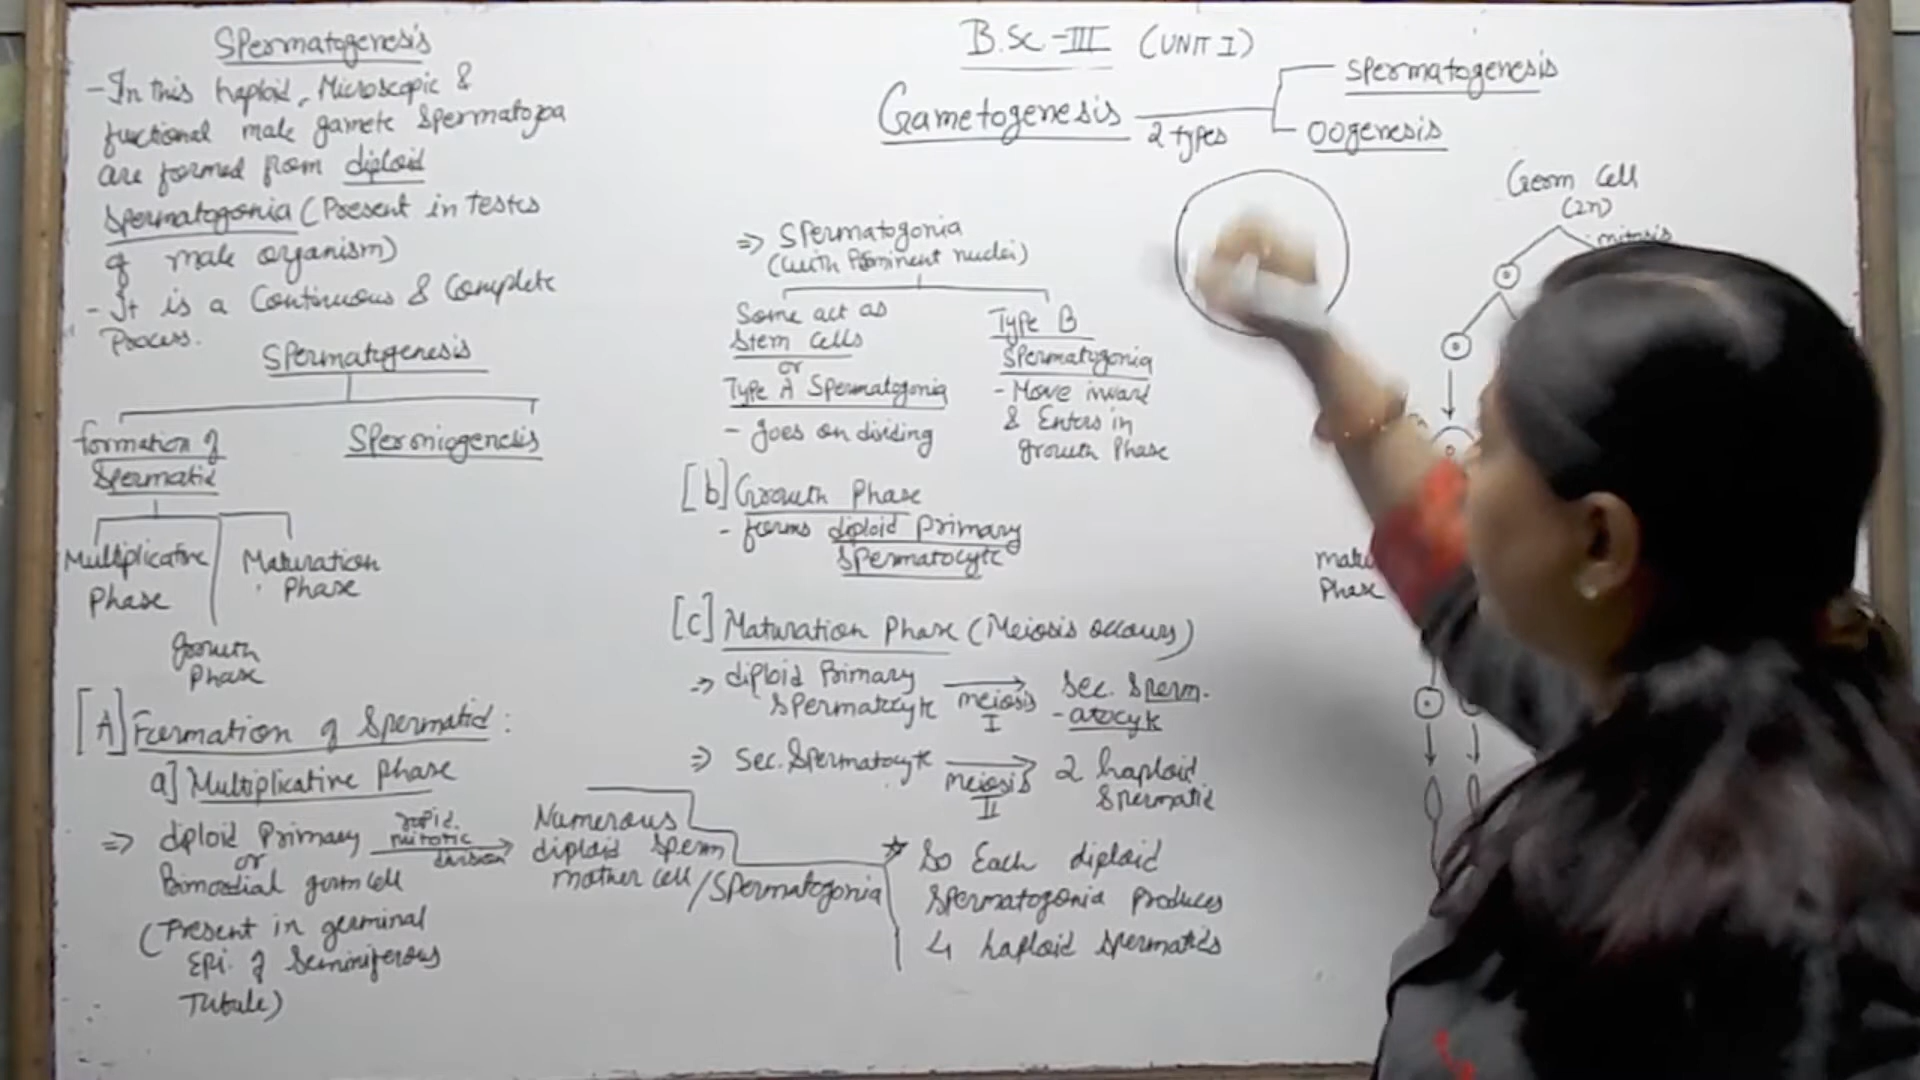 Spermatogenesis
- In this haploid, Microscopic &
functional male gamete Spermatozoa
are formed from diploid
Spermatogonia (Present in testes
of male organism)
- It is a Continuous & Complete
Process.
Spermatogenesis
formation of
Spermatid
Spermiogenesis
Multiplicative
Phase
Maturation
Phase
Growth
Phase
[A] Formation of Spermatid:
a] Multiplicative Phase
=> diploid Primary
or
Primordial germ cell
rapid
mitotic
division
Numerous
diploid sperm
mother cell/Spermatogonia
(Present in germinal
Epi. of Seminiferous
Tubule)
B.Sc-III (UNIT I)
Gametogenesis
2 types
Spermatogenesis
Oogenesis
=> Spermatogonia
(with Prominent nuclei)
Some act as
Stem Cells
or
Type A Spermatogonia
- Goes on dividing
Type B
Spermatogonia
- Move inward
& Enters in
growth Phase
[b] Growth Phase
- forms diploid primary
Spermatocyte
[c] Maturation Phase (Meiosis occurs)
=> diploid Primary
Spermatocyte
meiosis
I
Sec. Sperm-
-atocyte
=> Sec. Spermatocyte
meiosis
II
2 haploid
Spermatid
So Each diploid
Spermatogonia produces
4 haploid spermatids
Germ Cell
(2n)
mitosis
Phase